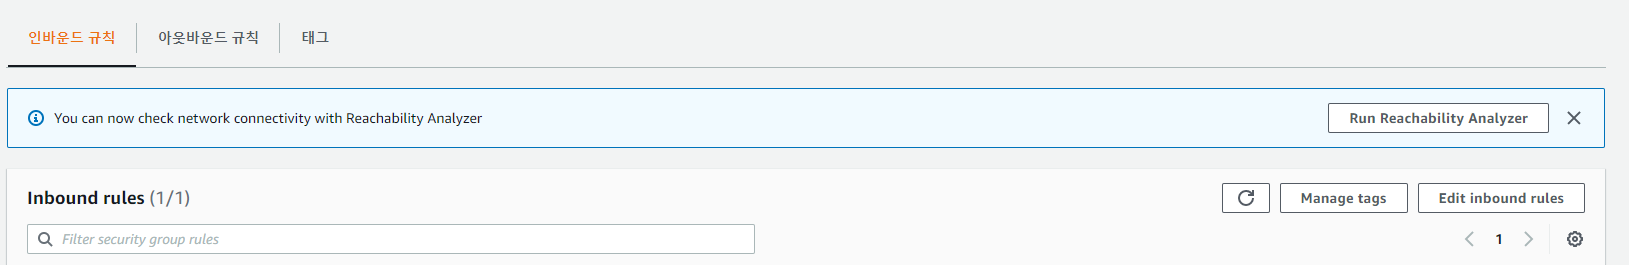 인바운드 규칙 아웃바운드 규칙 태그
You can now check network connectivity with Reachability Analyzer Run Reachability Analyzer
Inbound rules (1/1) Manage tags Edit inbound rules
Filter security group rules 1